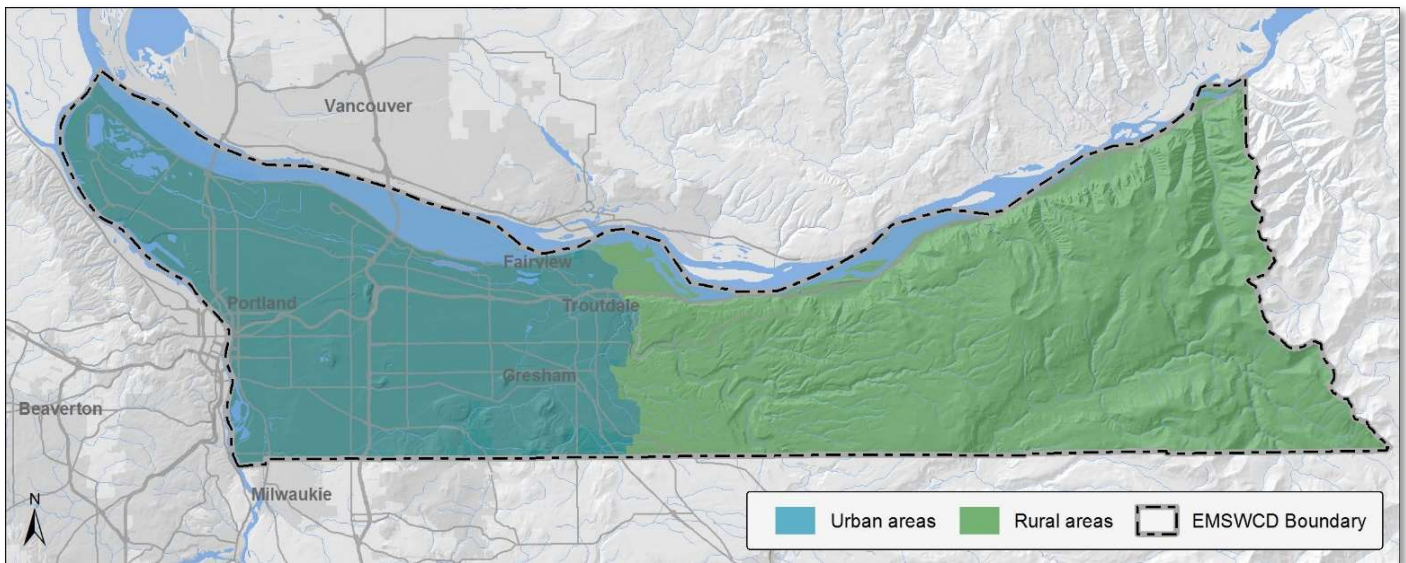 Vancouver
Fairview
Portland
Troutdale
Gresham
Beaverton
Milwaukie
N
Urban areas
Rural areas
EMSWCD Boundary